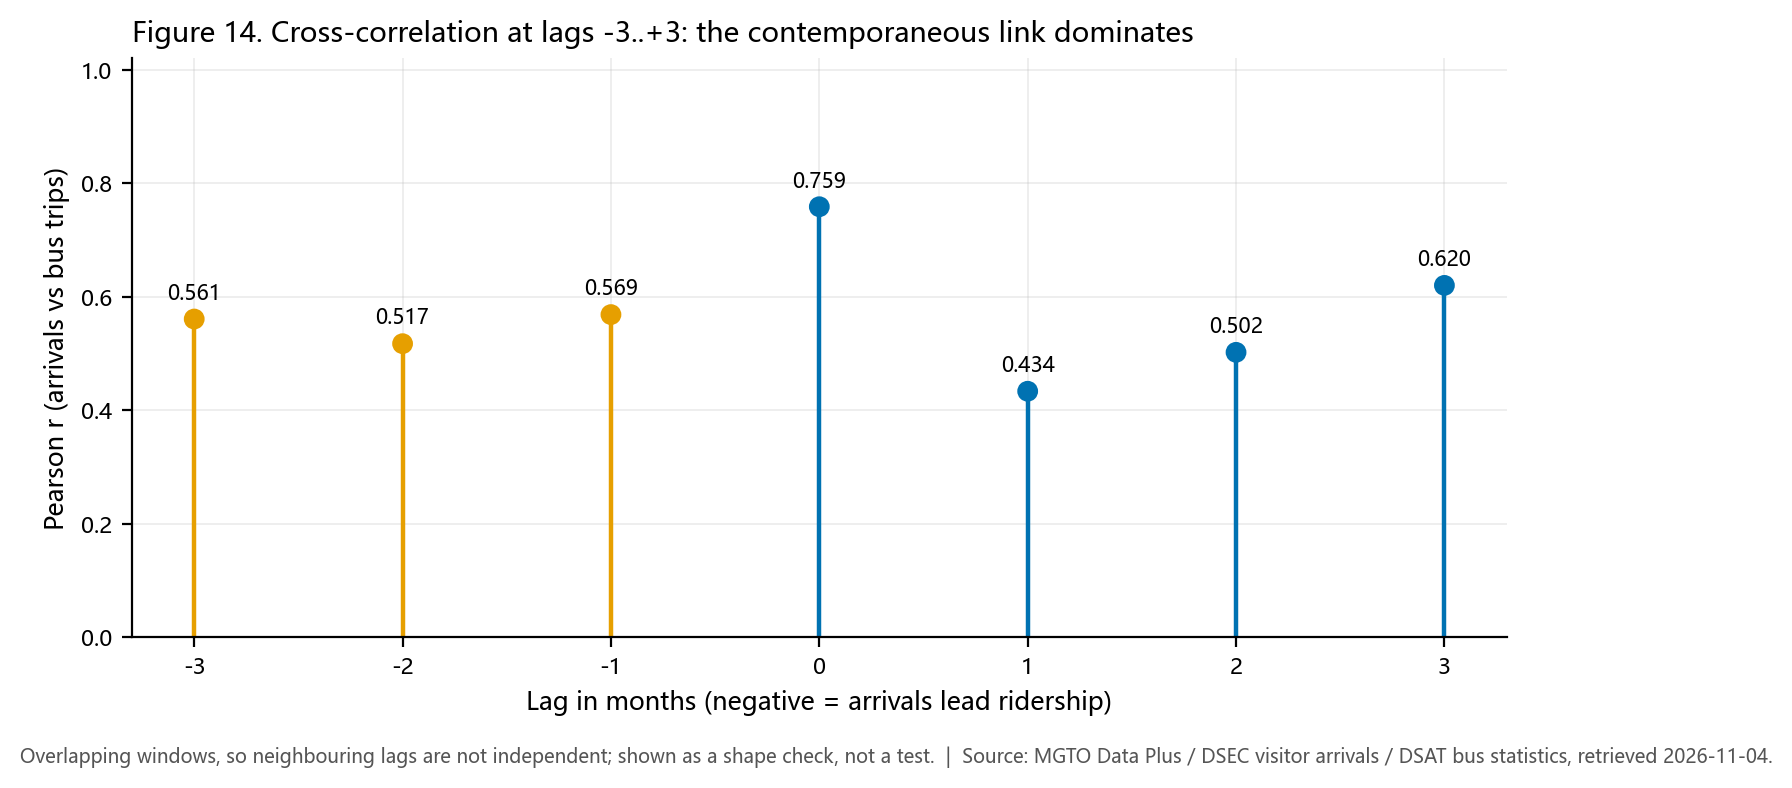 Figure 14. Cross-correlation at lags -3..+3: the contemporaneous link dominates
Pearson r (arrivals vs bus trips)
1.0
0.8
0.6
0.4
0.2
0.0
0.561
0.517
0.569
0.759
0.434
0.502
0.620
-3 -2 -1 0 1 2 3
Lag in months (negative = arrivals lead ridership)
Overlapping windows, so neighbouring lags are not independent; shown as a shape check, not a test. | Source: MGTO Data Plus / DSEC visitor arrivals / DSAT bus statistics, retrieved 2026-11-04.